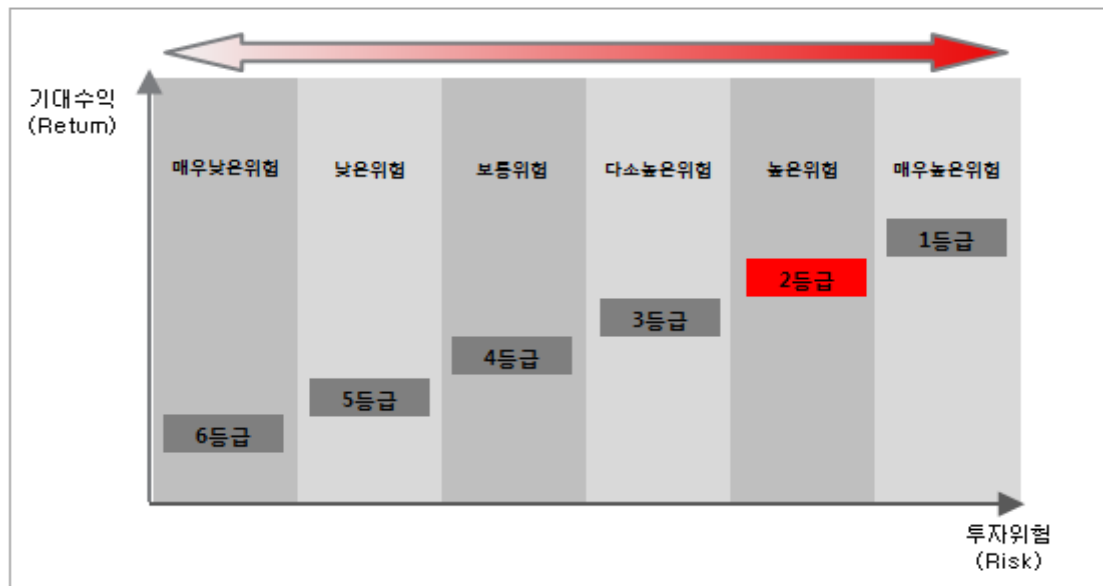 기대수익
(Return)
매우낮은위험
낮은위험
보통위험
다소높은위험
높은위험
매우높은위험
1등급
2등급
3등급
4등급
5등급
6등급
투자위험
(Risk)